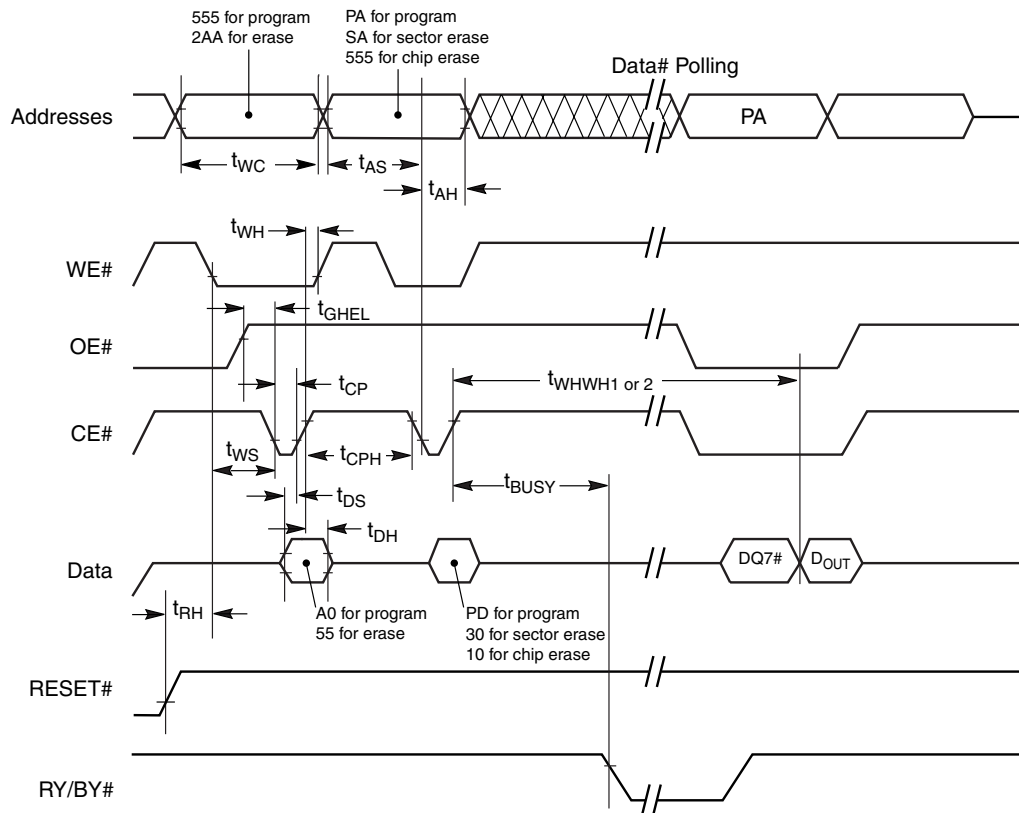 555 for program
2AA for erase
PA for program
SA for sector erase
555 for chip erase
Data# Polling
Addresses
PA
tWC
tAS
tAH
tWH
WE#
tGHEL
OE#
tCP
tWHWH1 or 2
CE#
tWS
tCPH
tBUSY
tDS
tDH
Data
DQ7#
DOUT
tRH
A0 for program
55 for erase
PD for program
30 for sector erase
10 for chip erase
RESET#
RY/BY#